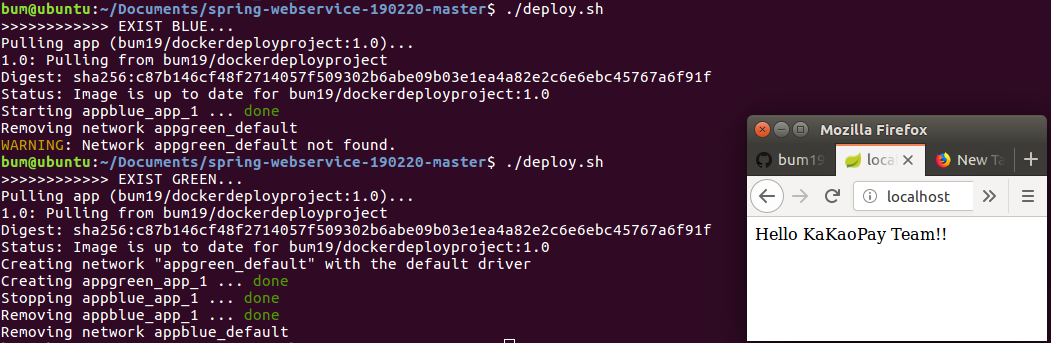 bum@ubuntu:~/Documents/spring-webservice-190220-master$ ./deploy.sh
>>>>>>>>>>>> EXIST BLUE...
Pulling app (bum19/dockerdeployproject:1.0)...
1.0: Pulling from bum19/dockerdeployproject
Digest: sha256:c87b146cf48f2714057f509302b6abe09b03e1ea4a82e2c6e6ebc45767a6f91f
Status: Image is up to date for bum19/dockerdeployproject:1.0
Starting appblue_app_1 ... done
Removing network appgreen_default
WARNING: Network appgreen_default not found.
bum@ubuntu:~/Documents/spring-webservice-190220-master$ ./deploy.sh
>>>>>>>>>>>> EXIST GREEN...
Pulling app (bum19/dockerdeployproject:1.0)...
1.0: Pulling from bum19/dockerdeployproject
Digest: sha256:c87b146cf48f2714057f509302b6abe09b03e1ea4a82e2c6e6ebc45767a6f91f
Status: Image is up to date for bum19/dockerdeployproject:1.0
Creating network "appgreen_default" with the default driver
Creating appgreen_app_1 ... done
Stopping appblue_app_1 ... done
Removing appblue_app_1 ... done
Removing network appblue_default
Mozilla Firefox
bum19 local New Ta
localhost
Hello KaKaoPay Team!!